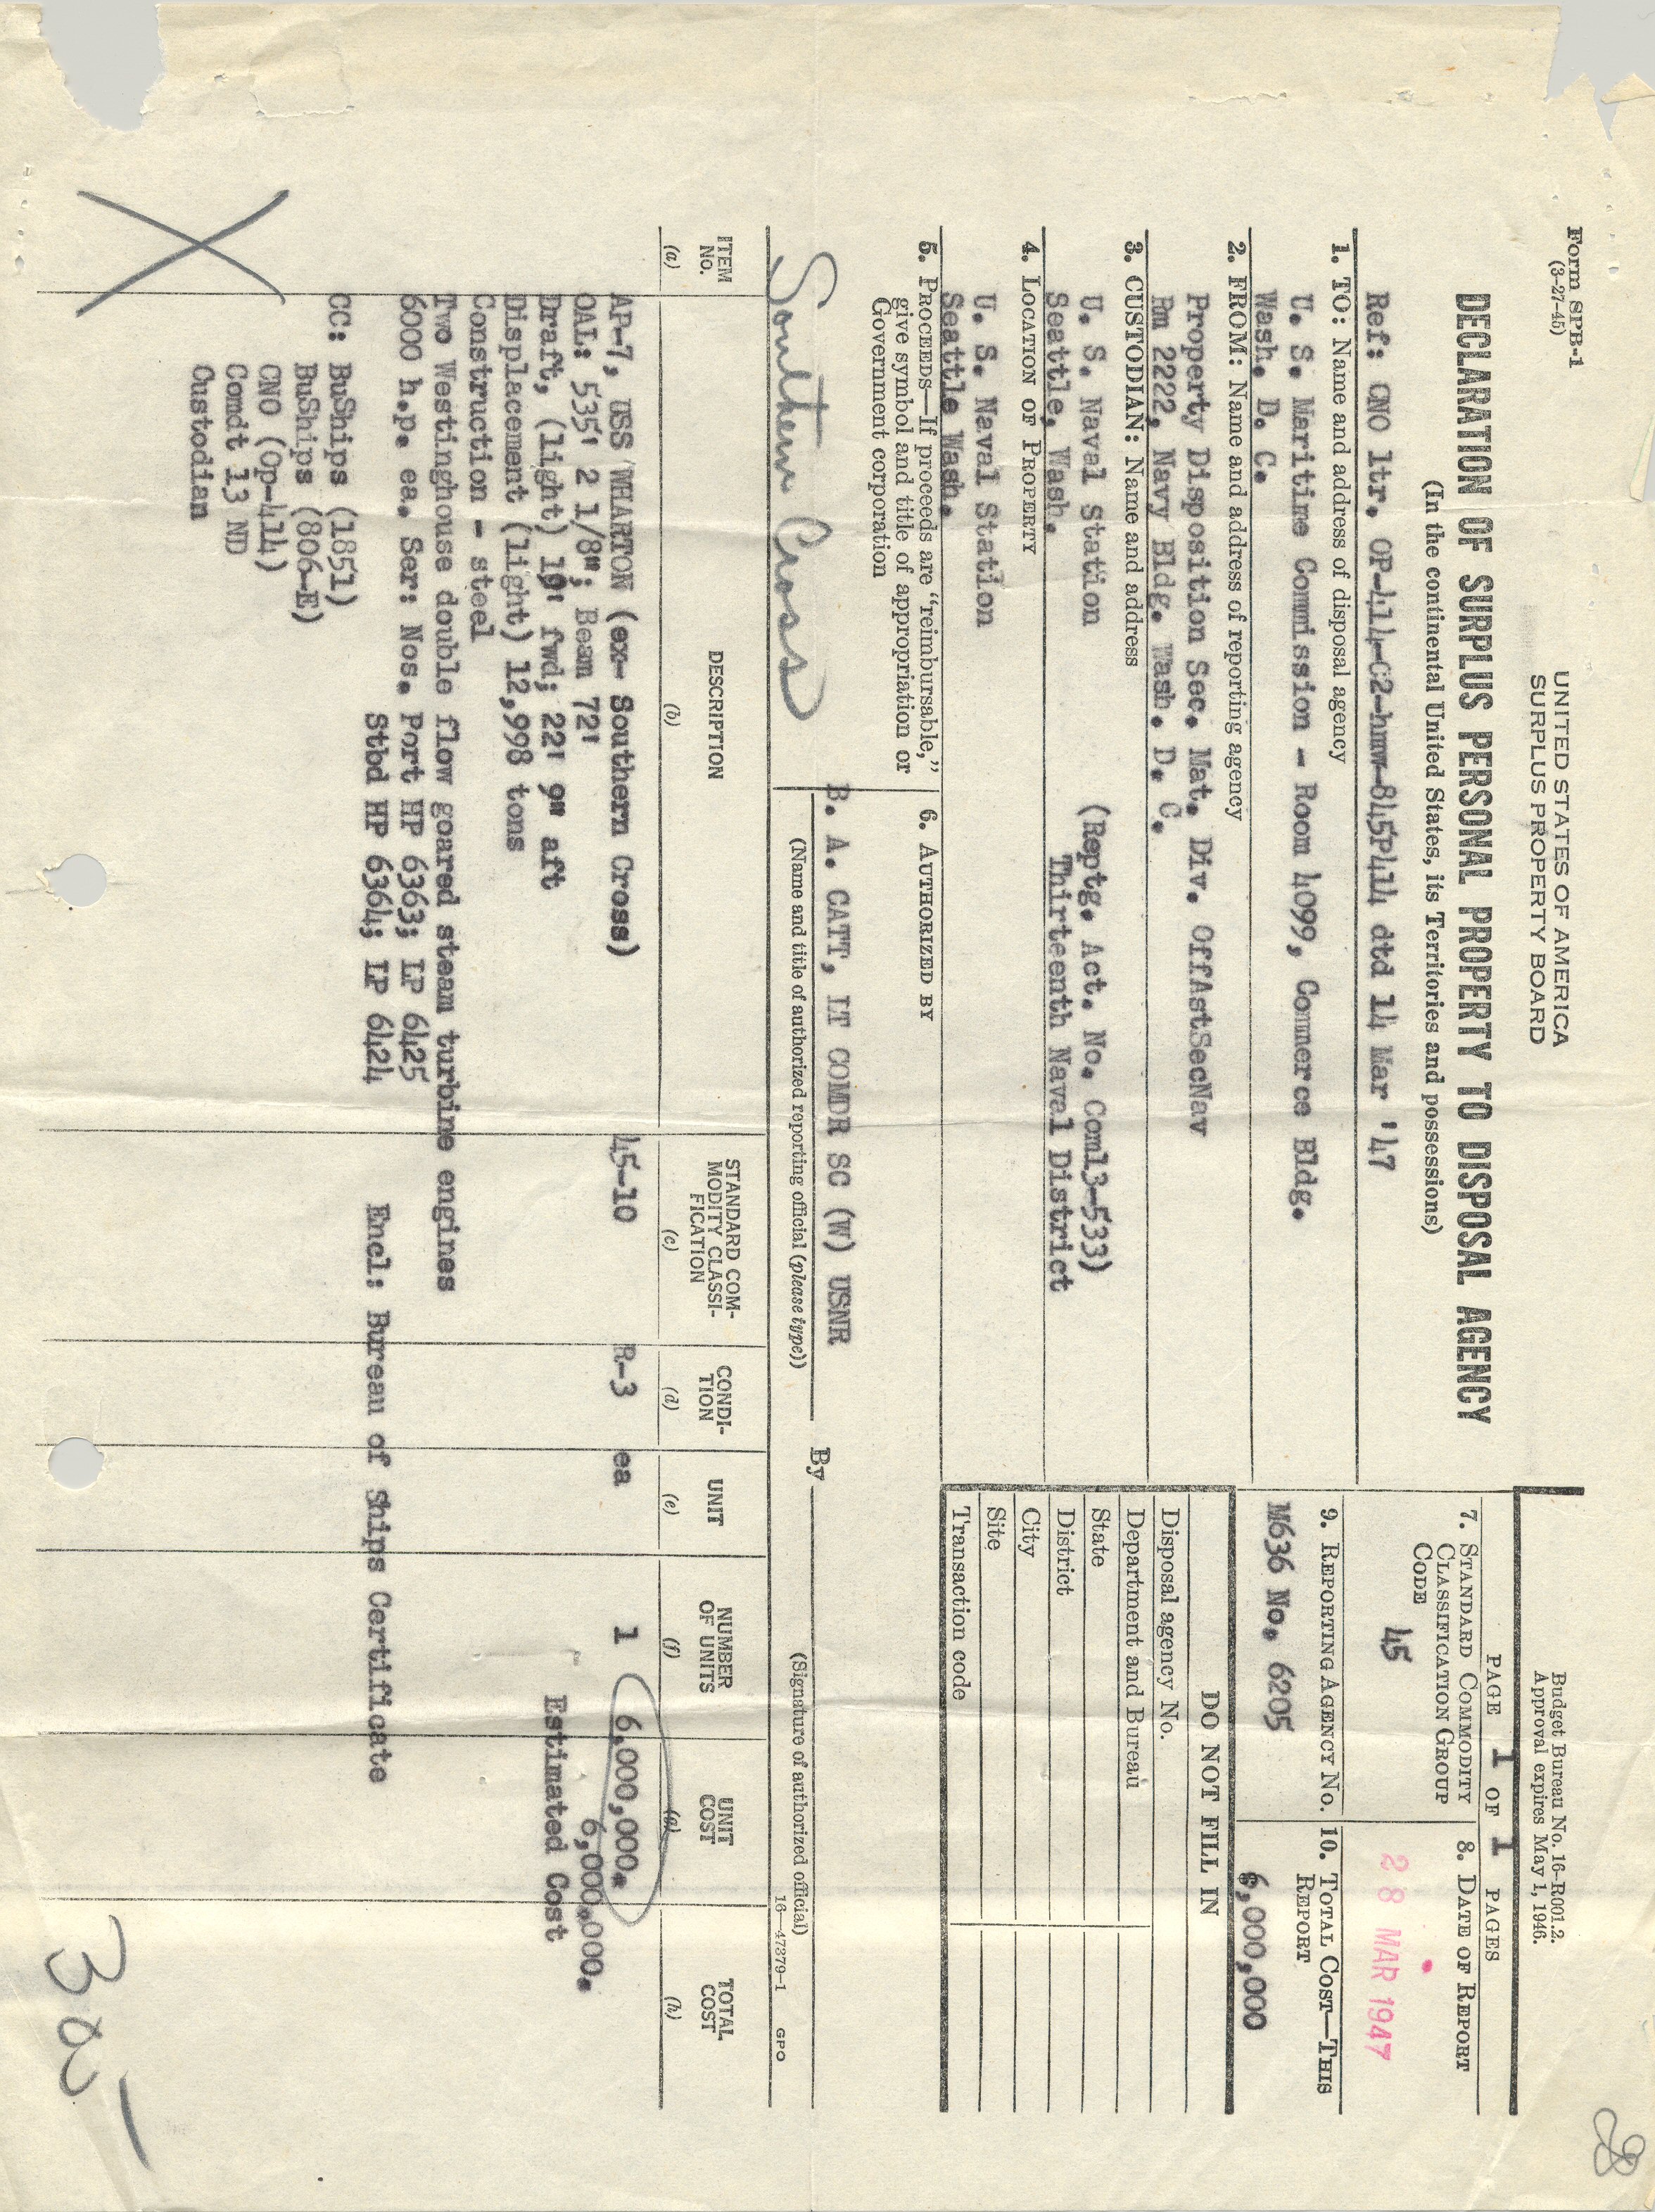 Form SPB-1
(3-27-45)
UNITED STATES OF AMERICA
SURPLUS PROPERTY BOARD
Budget Bureau No. 16-R001.2.
Approval expires May 1, 1946.
DECLARATION OF SURPLUS PERSONAL PROPERTY TO DISPOSAL AGENCY
(In the continental United States, its Territories and possessions)
PAGE 1 OF 1 PAGES
Ref: CNO ltr. OP-414-C2-hmw-845P414 dtd 14 Mar '47
7. STANDARD COMMODITY
CLASSIFICATION GROUP
CODE
45
8. DATE OF REPORT
28 MAR 1947
1. TO: Name and address of disposal agency
U. S. Maritime Commission - Room 4099, Commerce Bldg.
Wash. D. C.
9. REPORTING AGENCY No.
M636 No. 6205
10. TOTAL COST—THIS
REPORT
6,000,000
2. FROM: Name and address of reporting agency
Property Disposition Sec. Mat. Div. OffAstSecNav
Rm 2222, Navy Bldg. Wash. D. C.
DO NOT FILL IN
Disposal agency No.
Department and Bureau
State
District
City
Site
Transaction code
3. CUSTODIAN: Name and address
U. S. Naval Station (Reptg. Act. No. Com13-533)
Seattle, Wash. Thirteenth Naval District
4. LOCATION OF PROPERTY
U. S. Naval Station
Seattle Wash.
5. PROCEEDS—If proceeds are "reimbursable,"
give symbol and title of appropriation or
Government corporation
6. AUTHORIZED BY
B. A. CATT, LT COMDR SC (W) USNR
By
(Name and title of authorized reporting official (please type))
(Signature of authorized official)
16—47379-1 GPO
Southern Cross
ITEM
No.
(a)
DESCRIPTION
(b)
STANDARD COM-
MODITY CLASSI-
FICATION
(c)
CONDI-
TION
(d)
UNIT
(e)
NUMBER
OF UNITS
(f)
UNIT
COST
(g)
TOTAL
COST
(h)
AP-7, USS WHARTON (ex- Southern Cross) 45-10 R-3 ea 1 6,000,000.
OAL: 535' 2 1/8"; Beam 72' 6,000,000.
Draft, (light) 19' fwd; 22' 9" aft Estimated Cost
Displacement (light) 12,998 tons
Construction - steel
Two Westinghouse double flow geared steam turbine engines
6000 h.p. ea. Ser: Nos. Port HP 6363; LP 6425
Stbd HP 6364; LP 6424 Encl: Bureau of Ships Certificate
CC: BuShips (1851)
BuShips (806-E)
CNO (Op-414)
Comdt 13 ND
Custodian